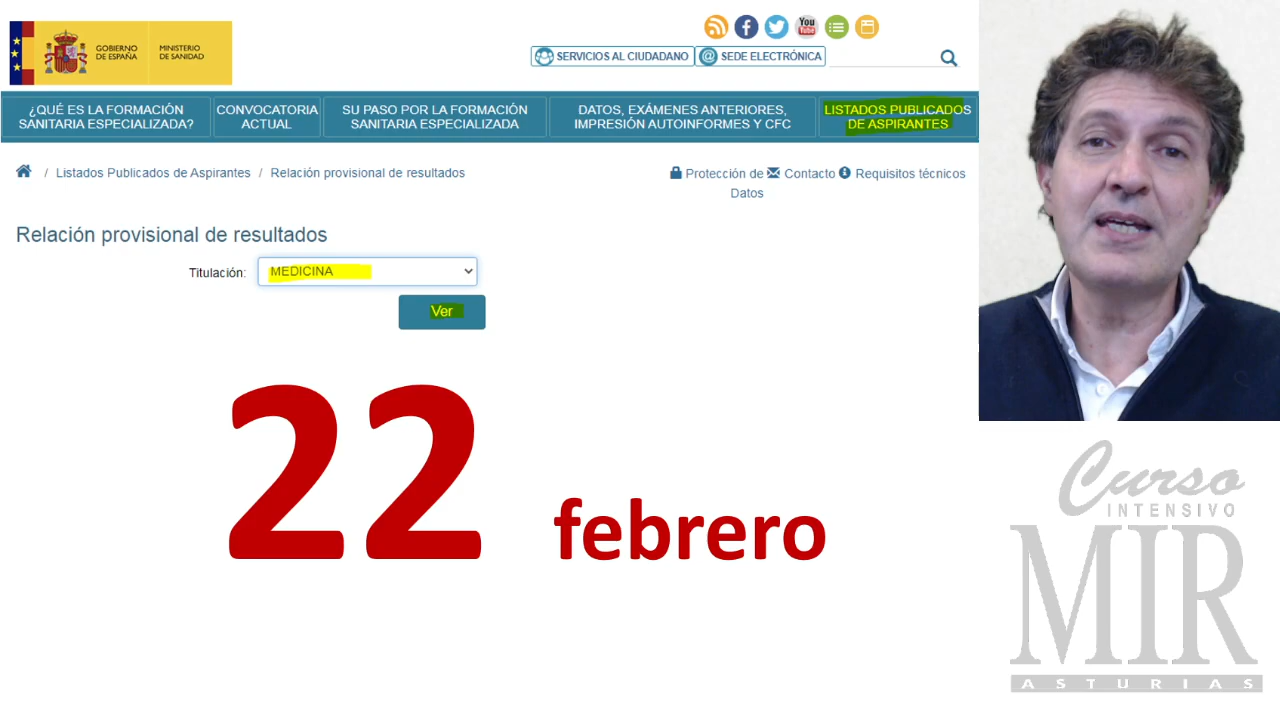 GOBIERNO
DE ESPAÑA
MINISTERIO
DE SANIDAD
You
Tube
SERVICIOS AL CIUDADANO
@ SEDE ELECTRÓNICA
¿QUÉ ES LA FORMACIÓN
SANITARIA ESPECIALIZADA?
CONVOCATORIA
ACTUAL
SU PASO POR LA FORMACIÓN
SANITARIA ESPECIALIZADA
DATOS, EXÁMENES ANTERIORES,
IMPRESIÓN AUTOINFORMES Y CFC
LISTADOS PUBLICADOS
DE ASPIRANTES
/ Listados Publicados de Aspirantes / Relación provisional de resultados
Protección de
Datos
Contacto
Requisitos técnicos
Relación provisional de resultados
Titulación: MEDICINA
Ver
22 febrero
Curso
INTENSIVO
MIR
ASTURIAS